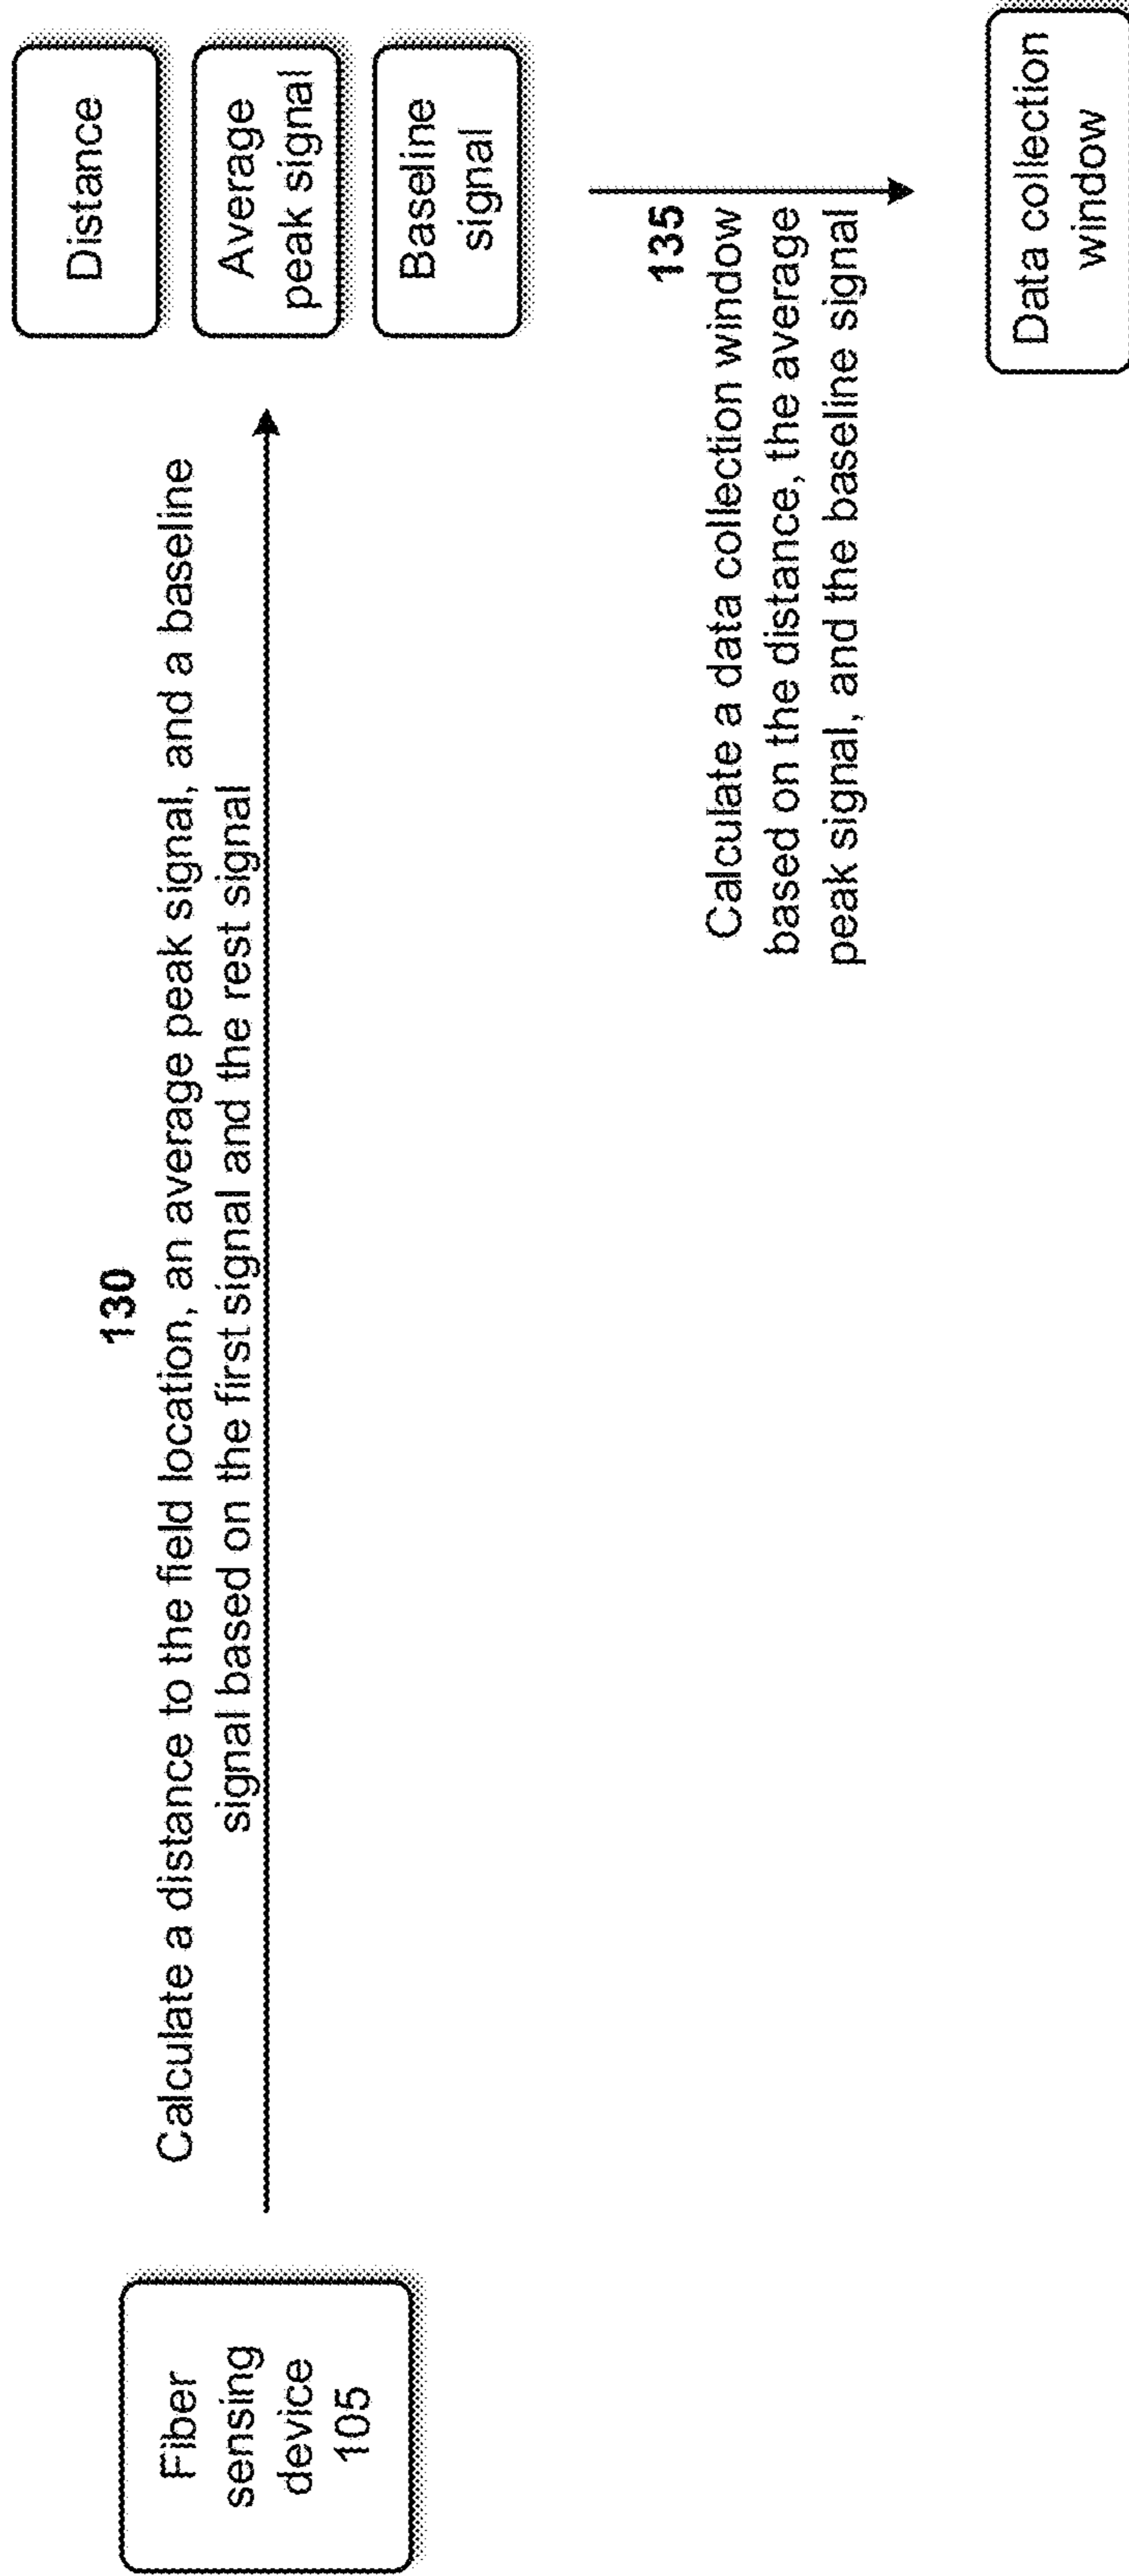 Fiber
sensing
device
105
130
Calculate a distance to the field location, an average peak signal, and a baseline
signal based on the first signal and the rest signal
Distance
Average
peak signal
Baseline
signal
135
Calculate a data collection window
based on the distance, the average
peak signal, and the baseline signal
Data collection
window